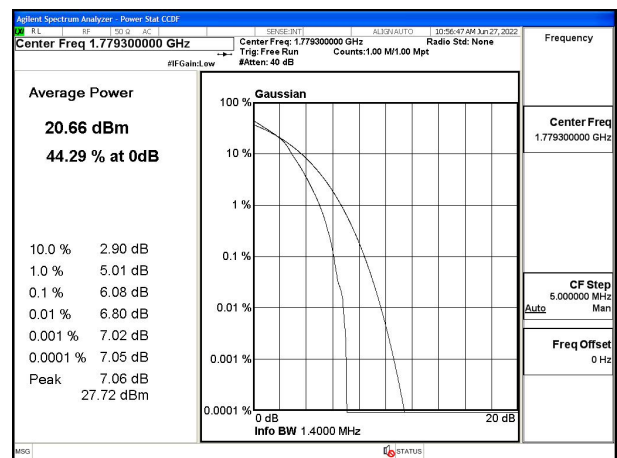 Agilent Spectrum Analyzer - Power Stat CCDF
RL RF 50 Ω AC SENSE:INT ALIGN AUTO 10:56:47 AM Jun 27, 2022
Center Freq 1.779300000 GHz
Center Freq: 1.779300000 GHz Radio Std: None
Trig: Free Run Counts:1.00 M/1.00 Mpt
#IFGain:Low #Atten: 40 dB
Frequency
Average Power
20.66 dBm
44.29 % at 0dB
10.0 % 2.90 dB
1.0 % 5.01 dB
0.1 % 6.08 dB
0.01 % 6.80 dB
0.001 % 7.02 dB
0.0001 % 7.05 dB
Peak 7.06 dB
27.72 dBm
Gaussian
100 %
10 %
1 %
0.1 %
0.01 %
0.001 %
0.0001 %
0 dB 20 dB
Info BW 1.4000 MHz
Center Freq
1.779300000 GHz
CF Step
5.000000 MHz
Auto Man
Freq Offset
0 Hz
MSG STATUS